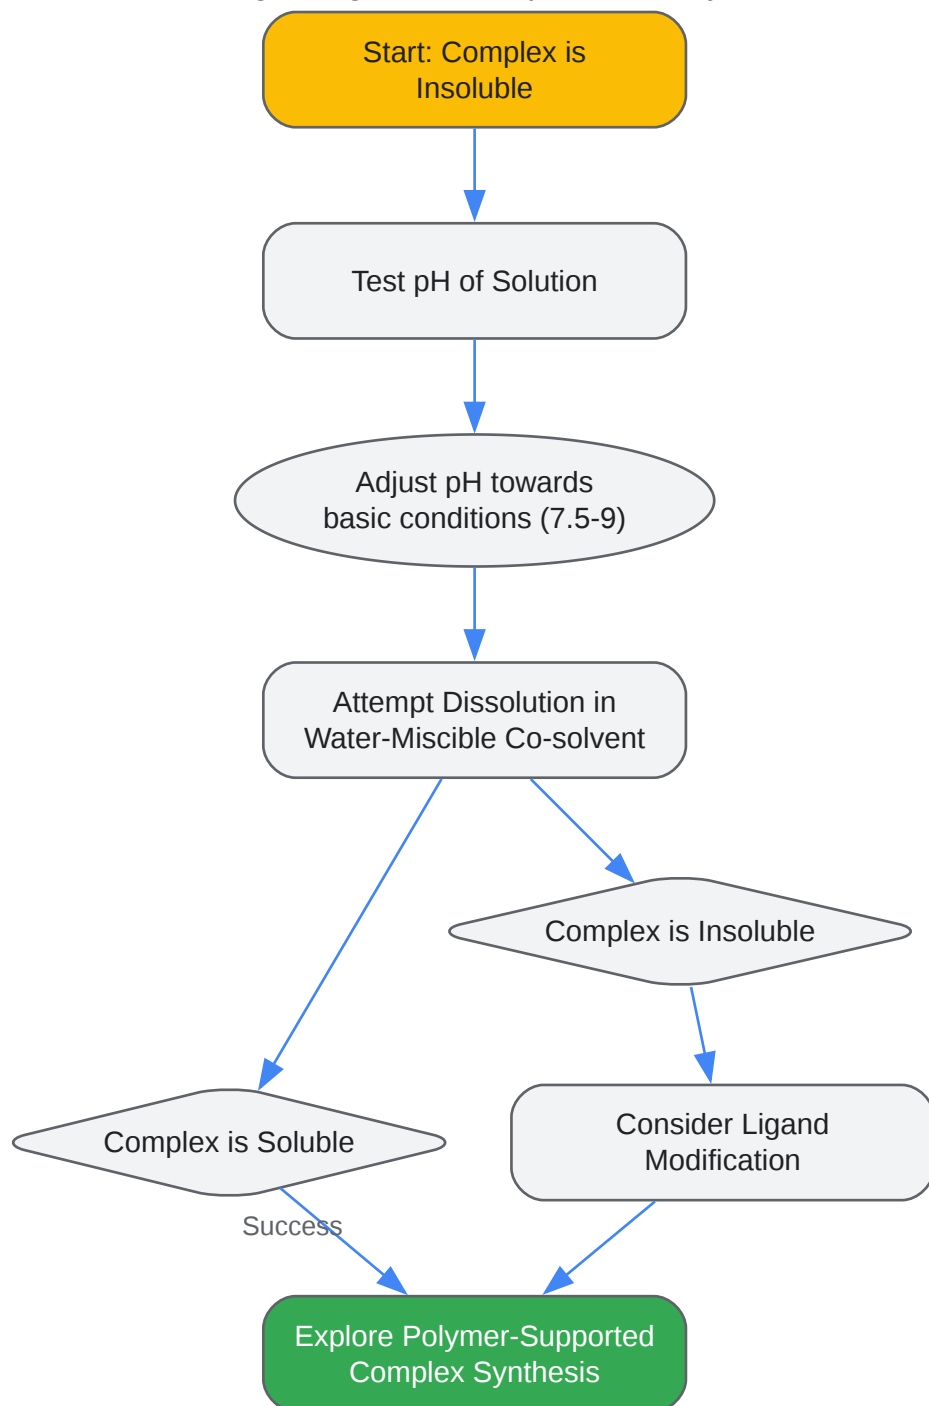 Start: Complex is
Insoluble
Test pH of Solution
Adjust pH towards
basic conditions (7.5-9)
Attempt Dissolution in
Water-Miscible Co-solvent
Complex is Insoluble
Complex is Soluble
Consider Ligand
Modification
Success
Explore Polymer-Supported
Complex Synthesis